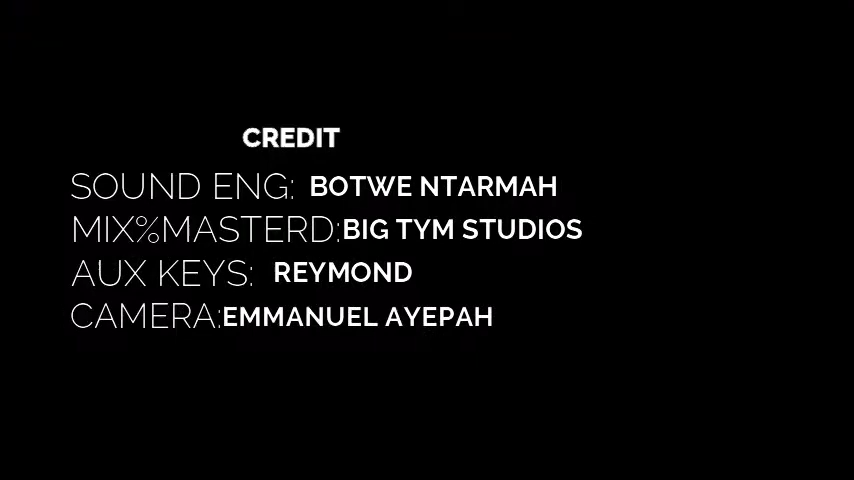 CREDIT
SOUND ENG: BOTWE NTARMAH
MIX%MASTERD:BIG TYM STUDIOS
AUX KEYS: REYMOND
CAMERA:EMMANUEL AYEPAH